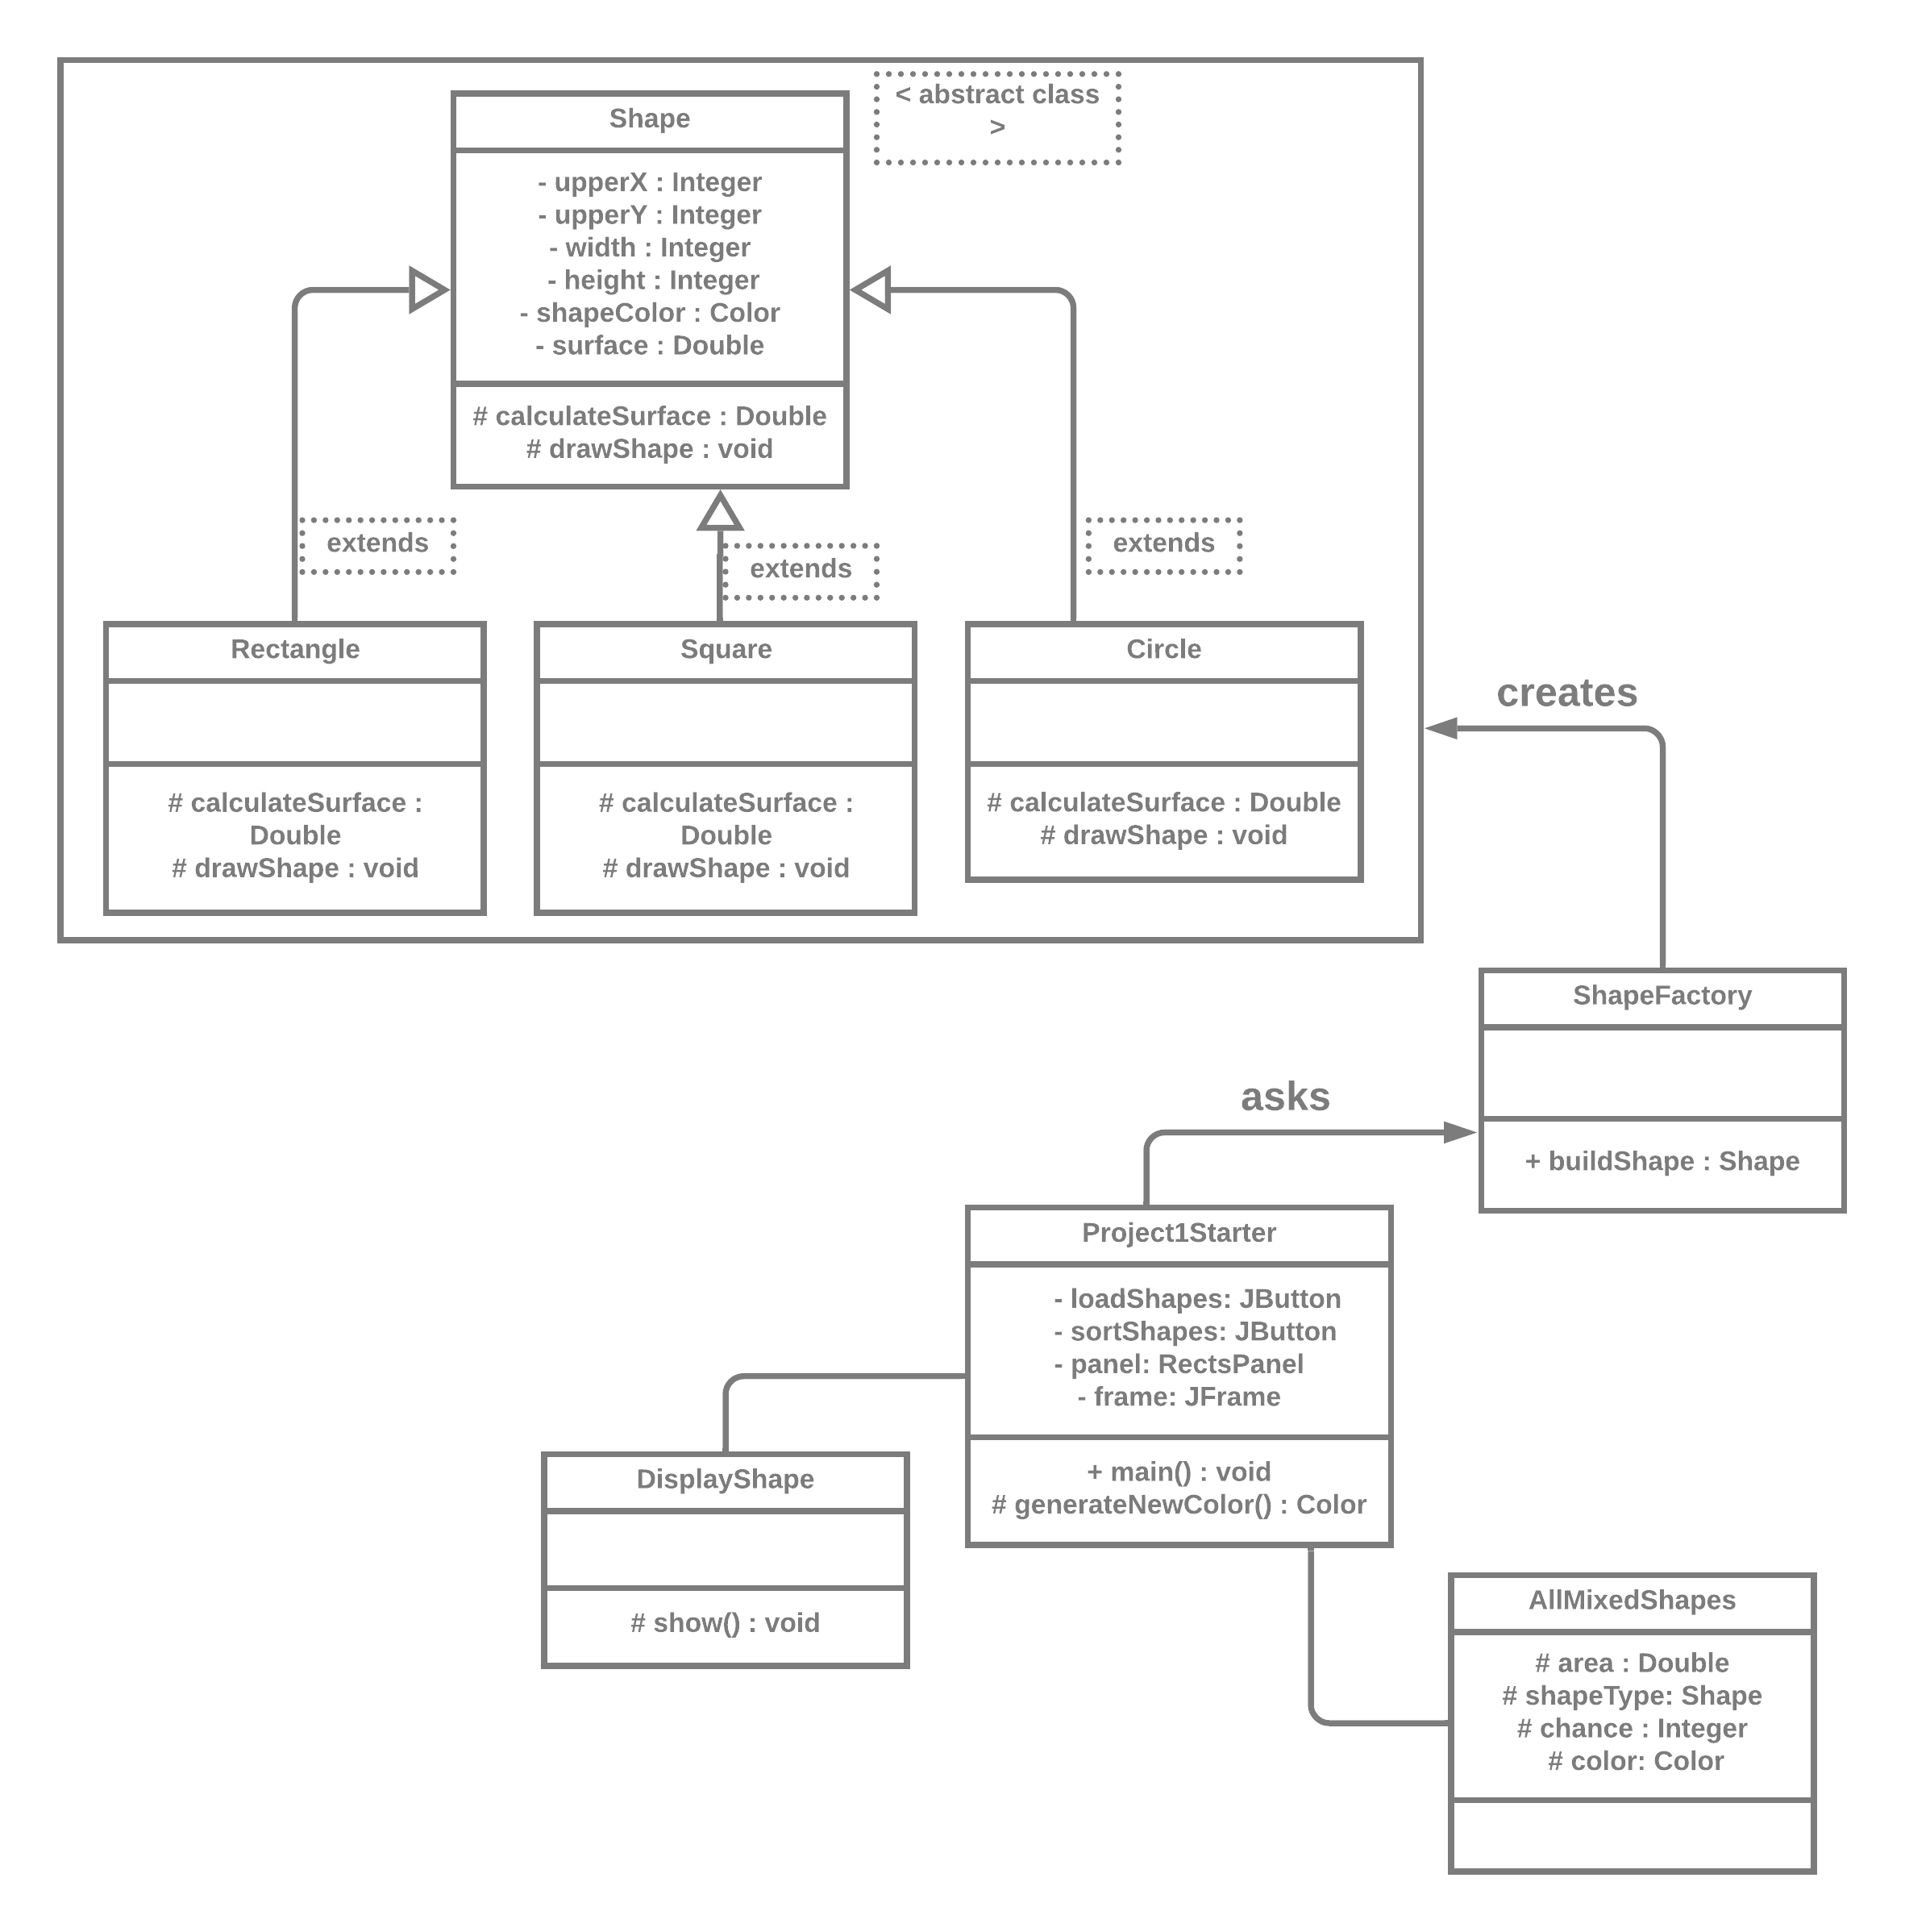 < abstract class
>
Shape
- upperX : Integer
- upperY : Integer
- width : Integer
- height : Integer
- shapeColor : Color
- surface : Double
# calculateSurface : Double
# drawShape : void
extends
extends
extends
Rectangle
# calculateSurface :
Double
# drawShape : void
Square
# calculateSurface :
Double
# drawShape : void
Circle
# calculateSurface : Double
# drawShape : void
creates
ShapeFactory
+ buildShape : Shape
asks
Project1Starter
- loadShapes: JButton
- sortShapes: JButton
- panel: RectsPanel
- frame: JFrame
+ main() : void
# generateNewColor() : Color
DisplayShape
# show() : void
AllMixedShapes
# area : Double
# shapeType: Shape
# chance : Integer
# color: Color